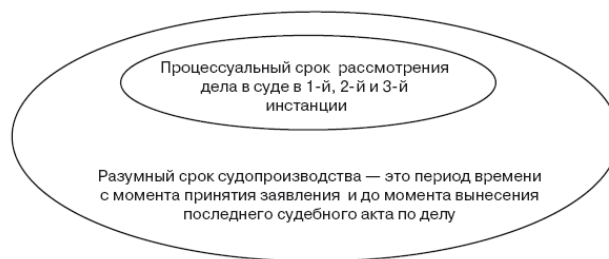 Процессуальный срок рассмотрения
дела в суде в 1-й, 2-й и 3-й
инстанции
Разумный срок судопроизводства — это период времени
с момента принятия заявления и до момента вынесения
последнего судебного акта по делу